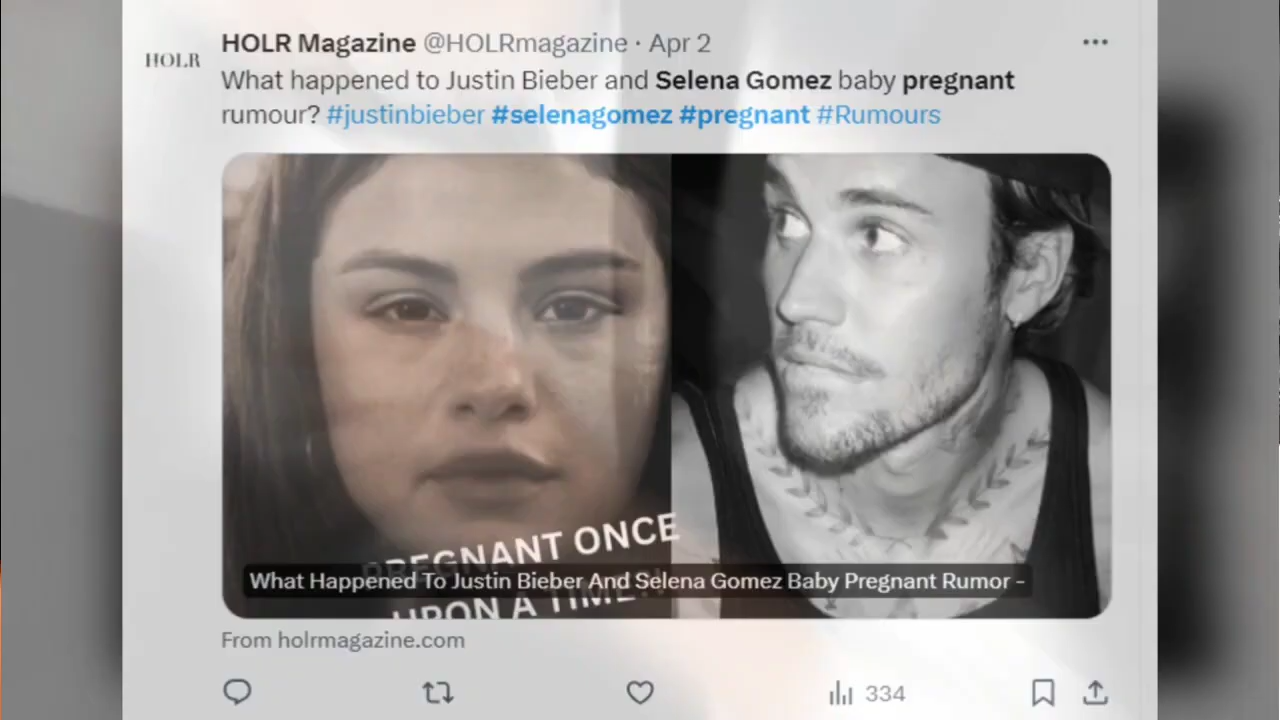 HOLR
HOLR Magazine @HOLRmagazine · Apr 2
What happened to Justin Bieber and Selena Gomez baby pregnant
rumour? #justinbieber #selenagomez #pregnant #Rumours
PREGNANT ONCE
UPON A TIME?!
What Happened To Justin Bieber And Selena Gomez Baby Pregnant Rumor -
From holrmagazine.com
334